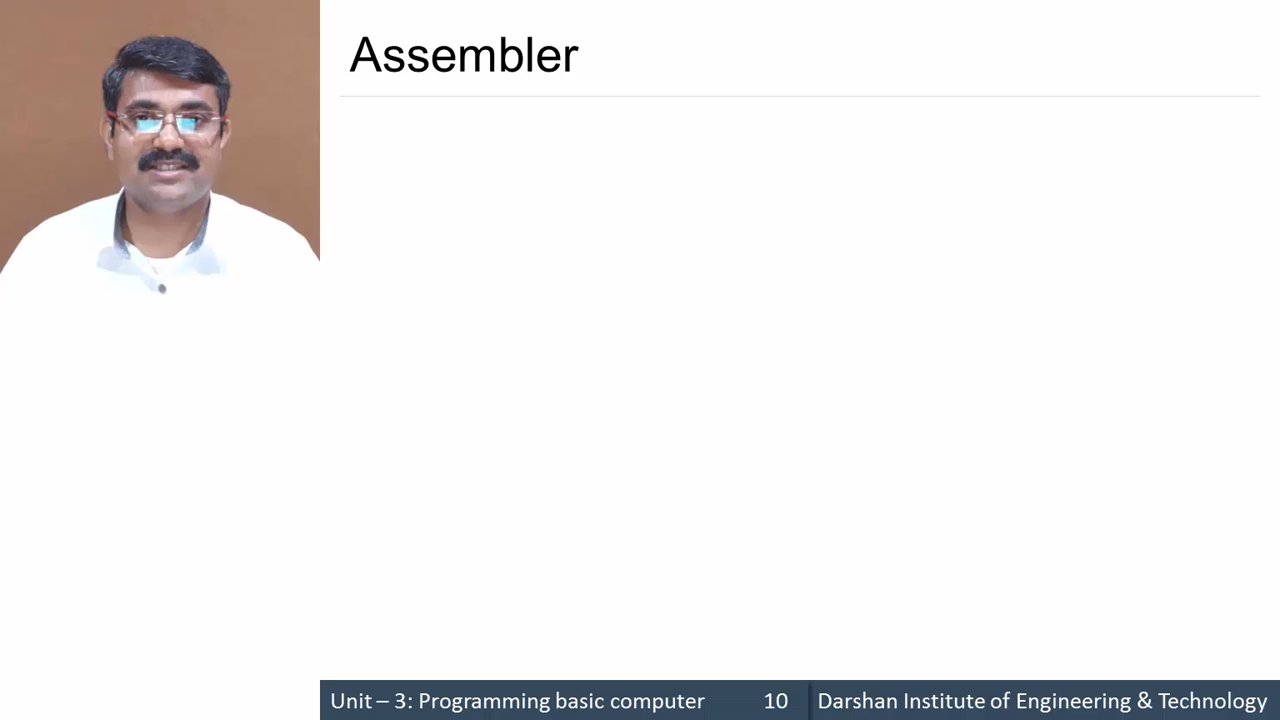 Assembler
Unit – 3: Programming basic computer 10 Darshan Institute of Engineering & Technology